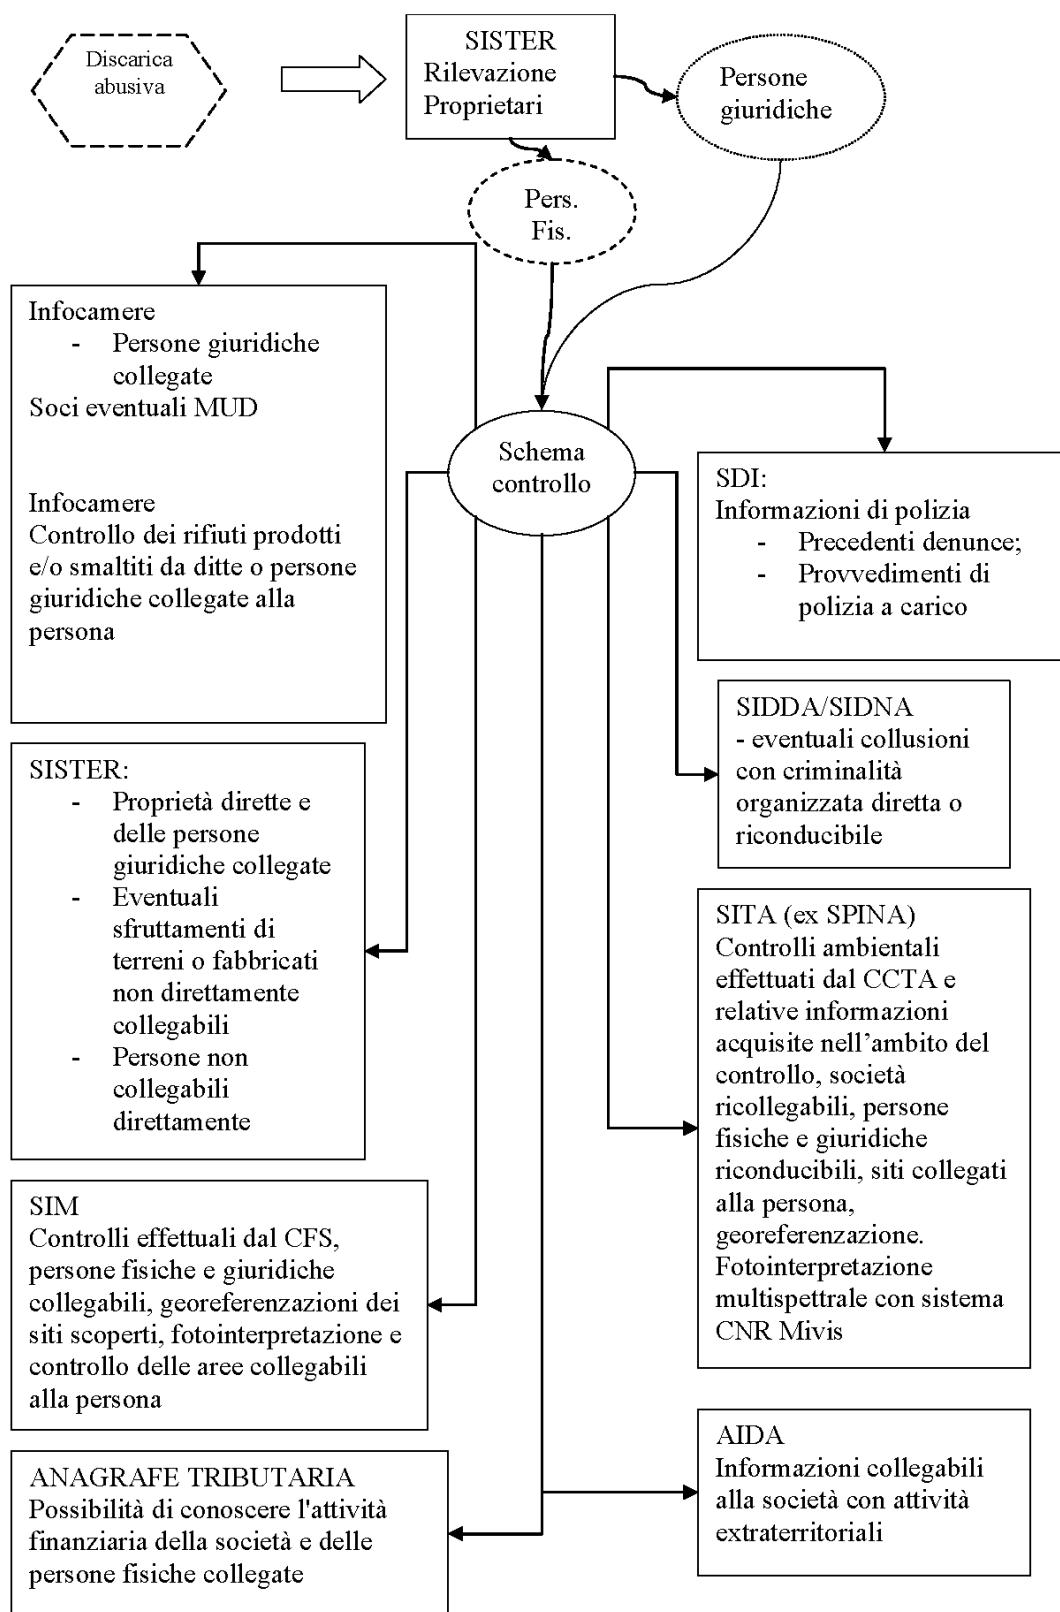 Discarica
abusiva
SISTER
Rilevazione
Proprietari
Persone
giuridiche
Pers.
Fis.
Infocamere
- Persone giuridiche
collegate
Soci eventuali MUD
Infocamere
Controllo dei rifiuti prodotti
e/o smaltiti da ditte o persone
giuridiche collegate alla
persona
Schema
controllo
SDI:
Informazioni di polizia
- Precedenti denunce;
- Provvedimenti di
polizia a carico
SIDDA/SIDNA
- eventuali collusioni
con criminalità
organizzata diretta o
riconducibile
SISTER:
- Proprietà dirette e
delle persone
giuridiche collegate
- Eventuali
sfruttamenti di
terreni o fabbricati
non direttamente
collegabili
- Persone non
collegabili
direttamente
SITA (ex SPINA)
Controlli ambientali
effettuati dal CCTA e
relative informazioni
acquisite nell'ambito del
controllo, società
ricollegabili, persone
fisiche e giuridiche
riconducibili, siti collegati
alla persona,
georeferenzazione.
Fotointerpretazione
multispettrale con sistema
CNR Mivis
SIM
Controlli effettuali dal CFS,
persone fisiche e giuridiche
collegabili, georeferenzazioni dei
siti scoperti, fotointerpretazione e
controllo delle aree collegabili
alla persona
AIDA
Informazioni collegabili
alla società con attività
extraterritoriali
ANAGRAFE TRIBUTARIA
Possibilità di conoscere l'attività
finanziaria della società e delle
persone fisiche collegate